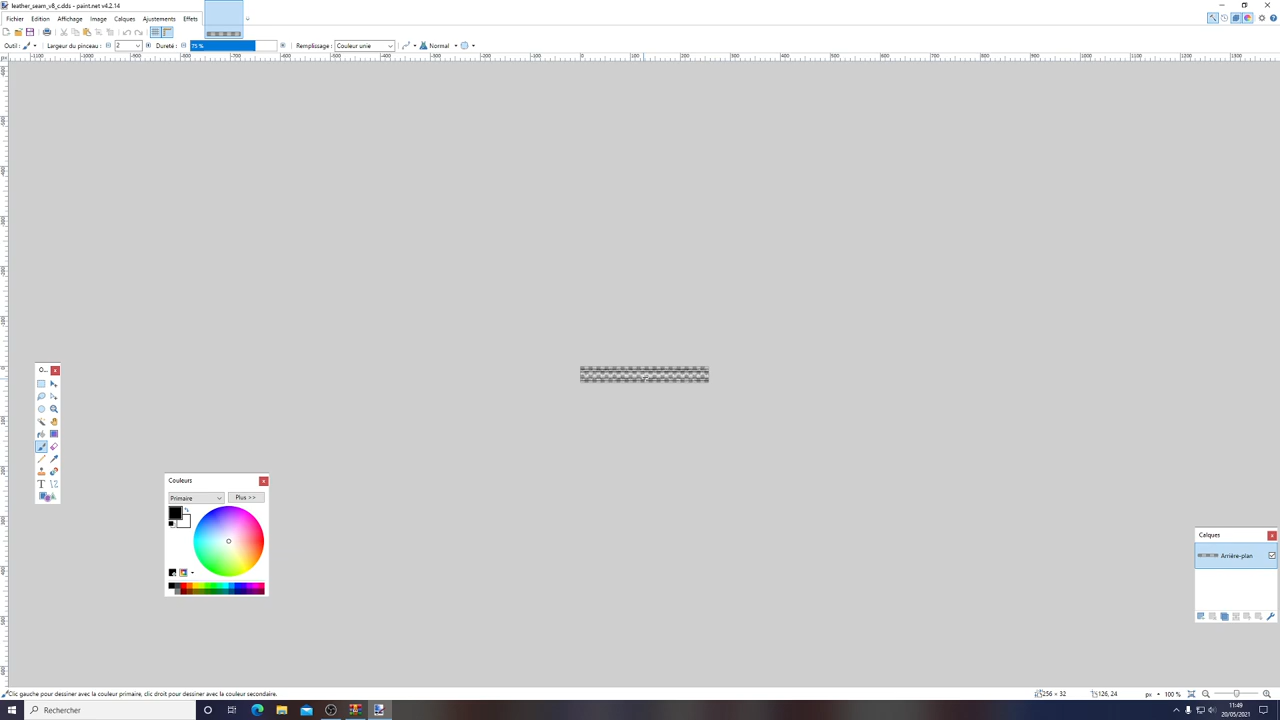 leather_seam_v8_c.dds - paint.net v4.2.14
Fichier Edition Affichage Image Calques Ajustements Effets
Outil : Largeur du pinceau : 2 Dureté : 75 % Remplissage : Couleur unie Normal
O...
T
Couleurs
Primaire Plus >>
Calques
Arrière-plan
Clic gauche pour dessiner avec la couleur primaire, clic droit pour dessiner avec la couleur secondaire.
256 × 32 126, 24 px 100 %
Rechercher
11:49
20/05/2021